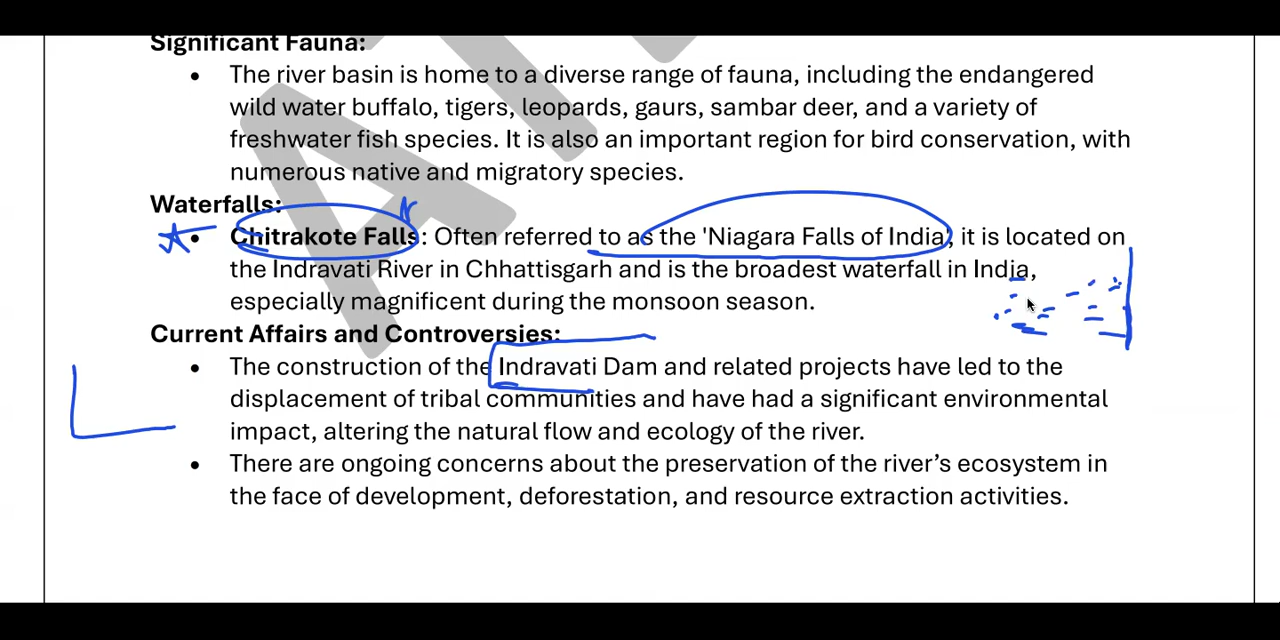 Significant Fauna:
• The river basin is home to a diverse range of fauna, including the endangered
wild water buffalo, tigers, leopards, gaurs, sambar deer, and a variety of
freshwater fish species. It is also an important region for bird conservation, with
numerous native and migratory species.
Waterfalls:
• Chitrakote Falls: Often referred to as the 'Niagara Falls of India', it is located on
the Indravati River in Chhattisgarh and is the broadest waterfall in India,
especially magnificent during the monsoon season.
Current Affairs and Controversies:
• The construction of the Indravati Dam and related projects have led to the
displacement of tribal communities and have had a significant environmental
impact, altering the natural flow and ecology of the river.
• There are ongoing concerns about the preservation of the river’s ecosystem in
the face of development, deforestation, and resource extraction activities.